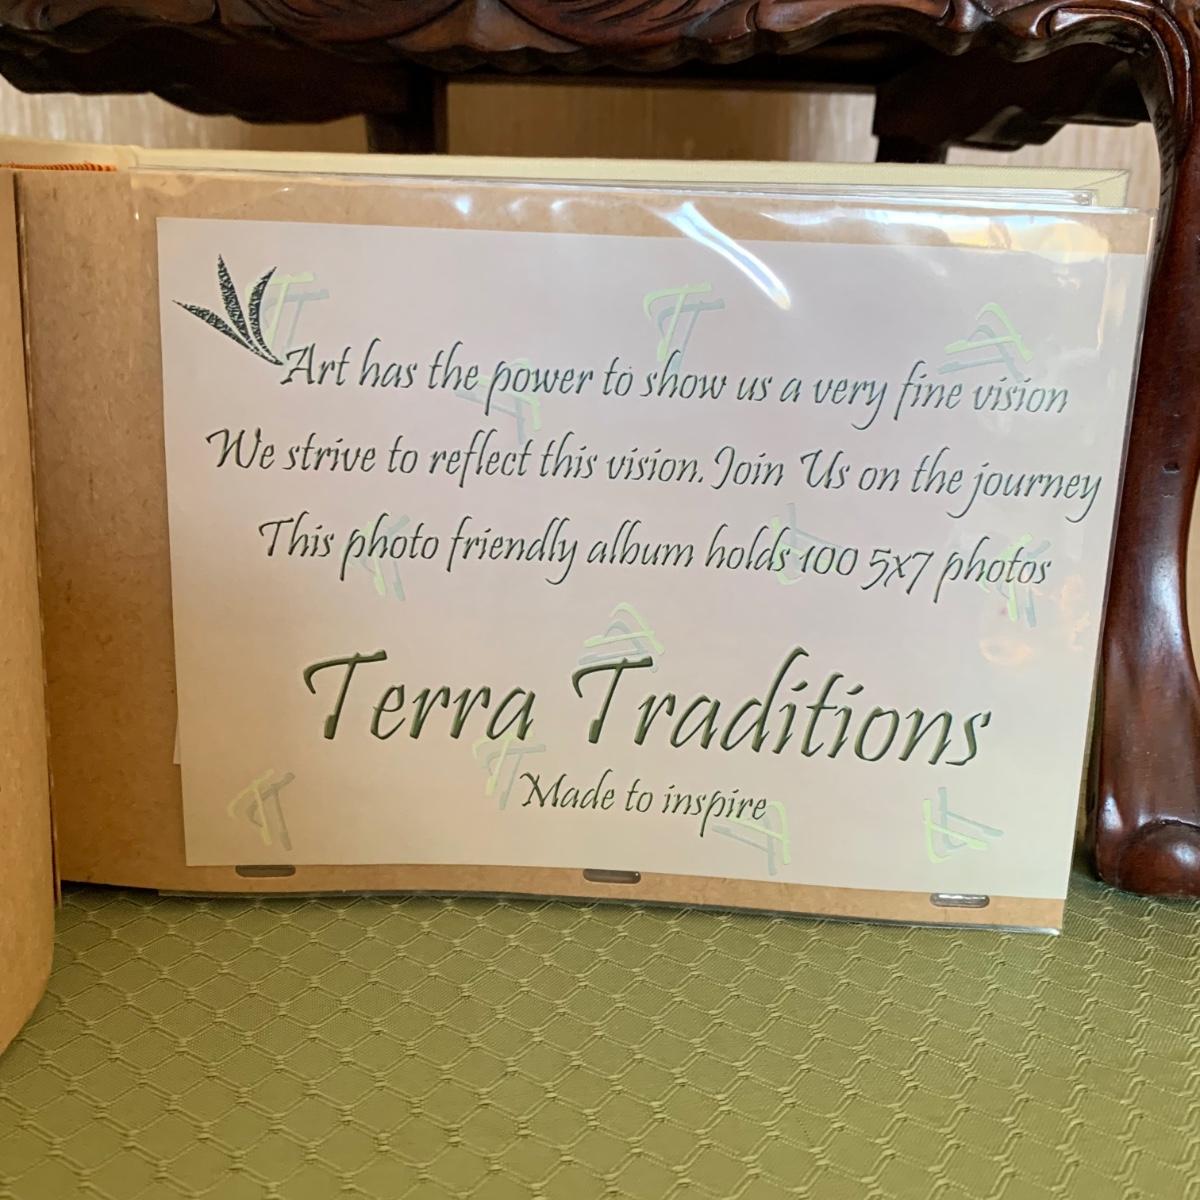 Art has the power to show us a very fine vision
We strive to reflect this vision. Join Us on the journey
This photo friendly album holds 100 5x7 photos
Terra Traditions
Made to inspire